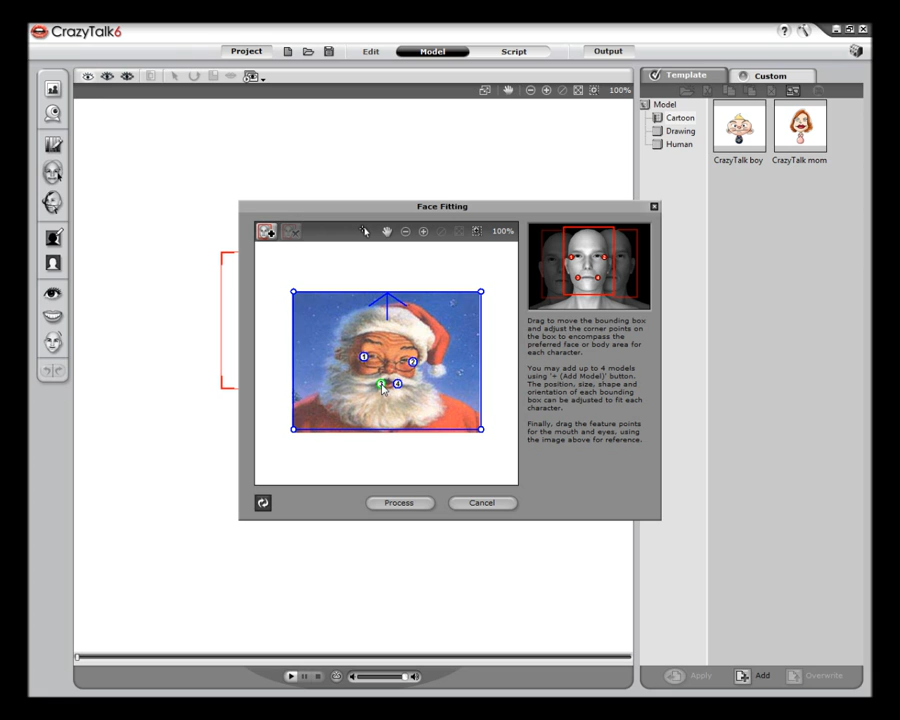 CrazyTalk6
?
Project
Edit
Model
Script
Output
Template
Custom
100%
Model
Cartoon
Drawing
Human
CrazyTalk boy
CrazyTalk mom
Face Fitting
100%
1
2
4
Drag to move the bounding box
and adjust the corner points on
the box to encompass the
preferred face or body area for
each character.
You may add up to 4 models
using '+ (Add Model)' button.
The position, size, shape and
orientation of each bounding
box can be adjusted to fit each
character.
Finally, drag the feature points
for the mouth and eyes, using
the image above for reference.
Process
Cancel
Apply
Add
Overwrite